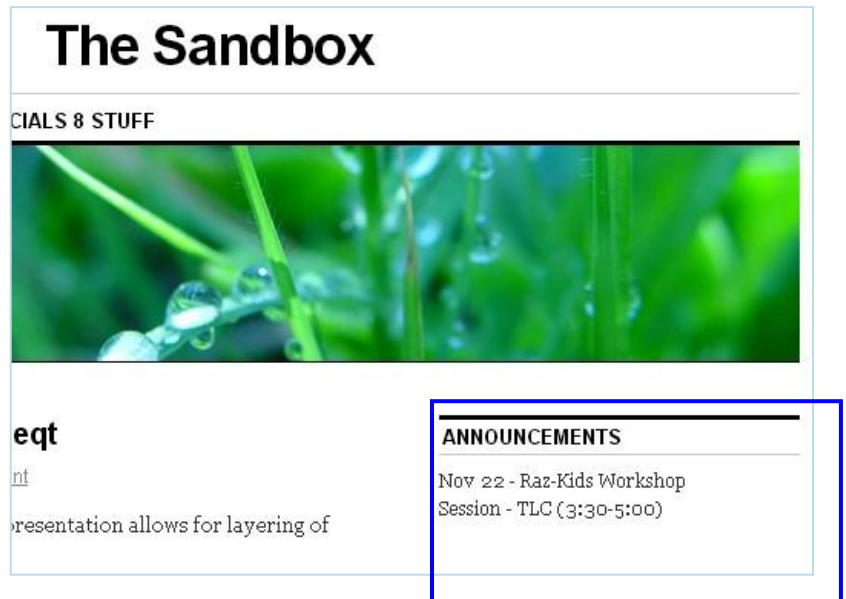 The Sandbox
CIALS 8 STUFF
eqt
nt
presentation allows for layering of
ANNOUNCEMENTS
Nov 22 - Raz-Kids Workshop
Session - TLC (3:30-5:00)